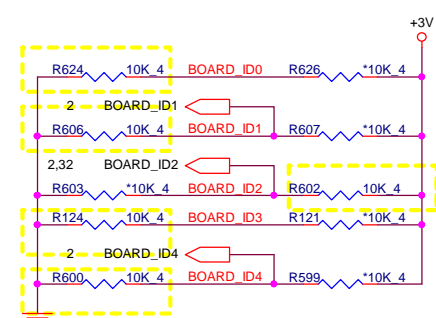 +3V
R624 10K_4 BOARD_ID0 R626 *10K_4
2 BOARD_ID1
R606 10K_4 BOARD_ID1 R607 *10K_4
2,32 BOARD_ID2
R603 *10K_4 BOARD_ID2 R602 10K_4
R124 10K_4 BOARD_ID3 R121 *10K_4
2 BOARD_ID4
R600 10K_4 BOARD_ID4 R599 *10K_4